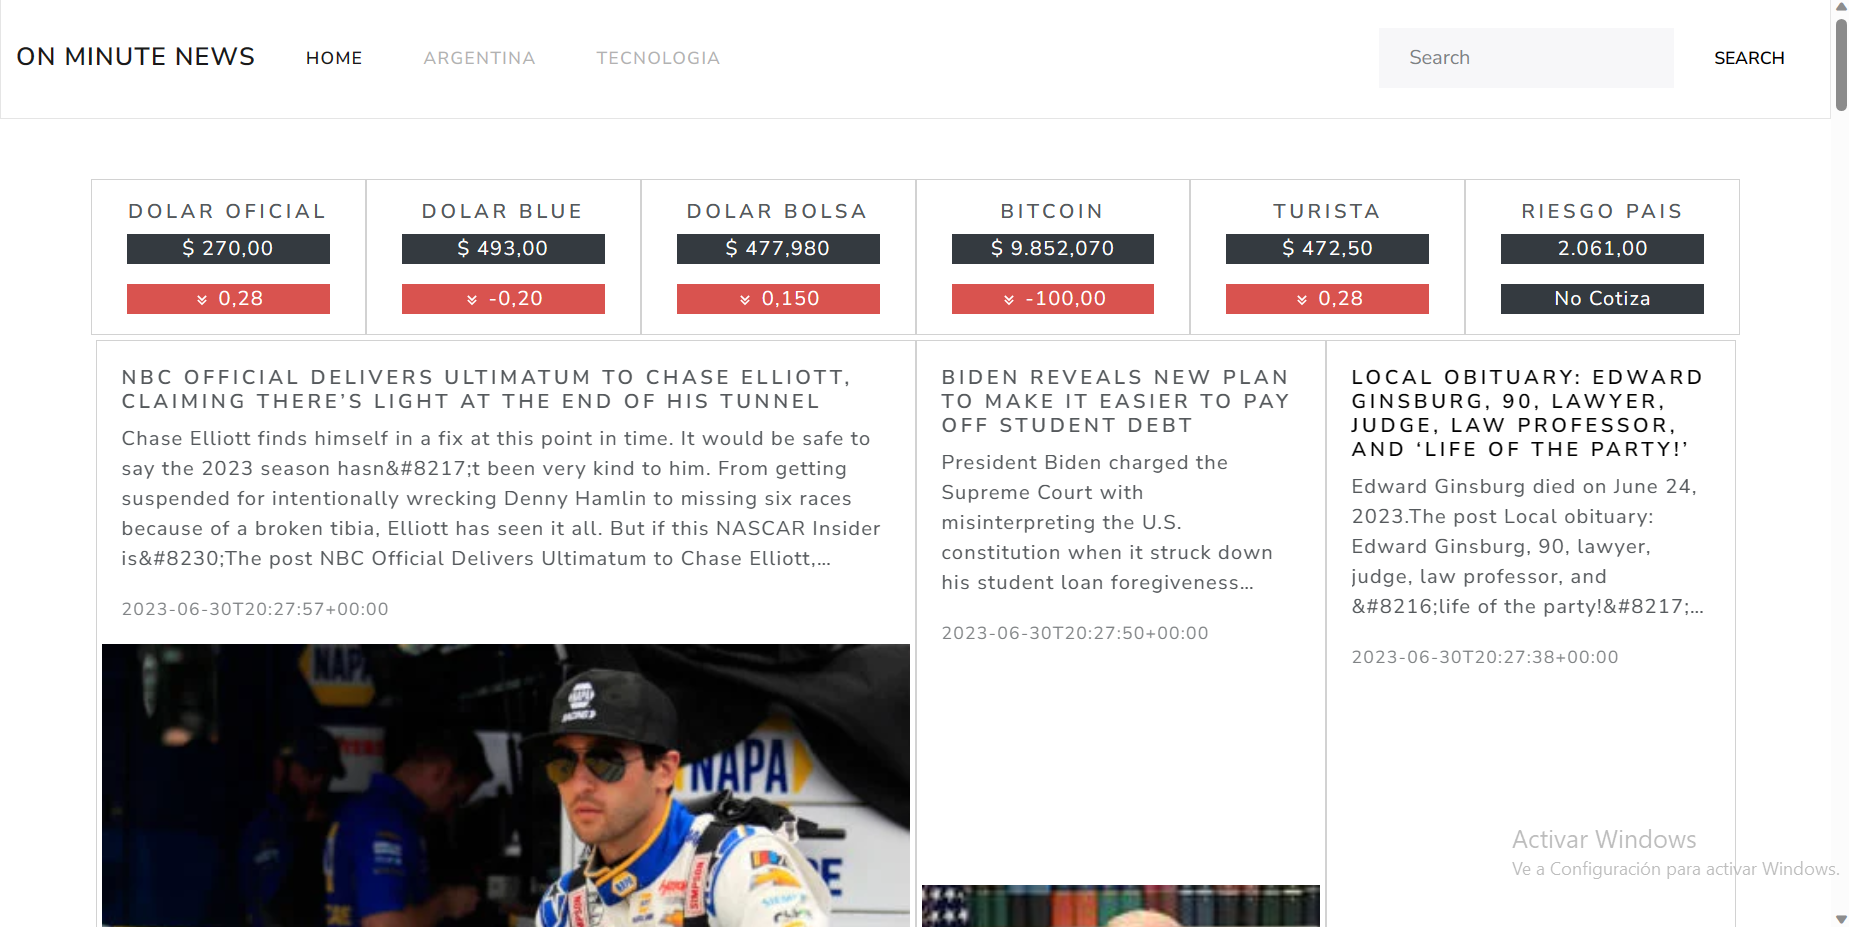 ON MINUTE NEWS
HOME
ARGENTINA
TECNOLOGIA
Search
SEARCH
DOLAR OFICIAL
$ 270,00
0,28
DOLAR BLUE
$ 493,00
-0,20
DOLAR BOLSA
$ 477,980
0,150
BITCOIN
$ 9.852,070
-100,00
TURISTA
$ 472,50
0,28
RIESGO PAIS
2.061,00
No Cotiza
NBC OFFICIAL DELIVERS ULTIMATUM TO CHASE ELLIOTT,
CLAIMING THERE’S LIGHT AT THE END OF HIS TUNNEL
Chase Elliott finds himself in a fix at this point in time. It would be safe to
say the 2023 season hasn&#8217;t been very kind to him. From getting
suspended for intentionally wrecking Denny Hamlin to missing six races
because of a broken tibia, Elliott has seen it all. But if this NASCAR Insider
is&#8230;The post NBC Official Delivers Ultimatum to Chase Elliott,...
2023-06-30T20:27:57+00:00
NAPA
NAPA
RACING
NAPA
NAPA
SIMPSON
SIMPSON
BIDEN REVEALS NEW PLAN
TO MAKE IT EASIER TO PAY
OFF STUDENT DEBT
President Biden charged the
Supreme Court with
misinterpreting the U.S.
constitution when it struck down
his student loan foregiveness...
2023-06-30T20:27:50+00:00
LOCAL OBITUARY: EDWARD
GINSBURG, 90, LAWYER,
JUDGE, LAW PROFESSOR,
AND ‘LIFE OF THE PARTY!’
Edward Ginsburg died on June 24,
2023.The post Local obituary:
Edward Ginsburg, 90, lawyer,
judge, law professor, and
&#8216;life of the party!&#8217;...
2023-06-30T20:27:38+00:00
Activar Windows
Ve a Configuración para activar Windows.